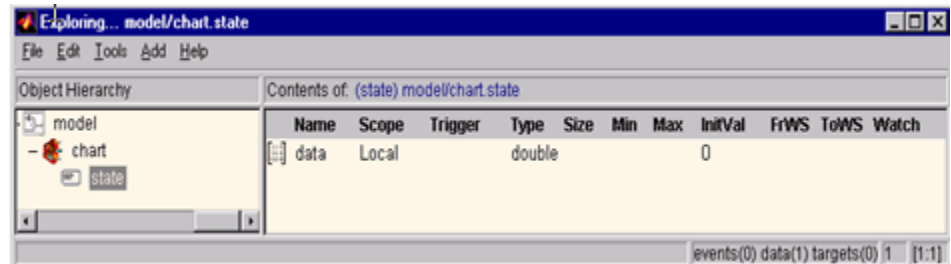 Exploring... model/chart.state
File Edit Tools Add Help
Object Hierarchy
Contents of: (state) model/chart.state
model
chart
state
Name Scope Trigger Type Size Min Max InitVal FrWS ToWS Watch
data Local double 0
events(0) data(1) targets(0) 1 [1:1]